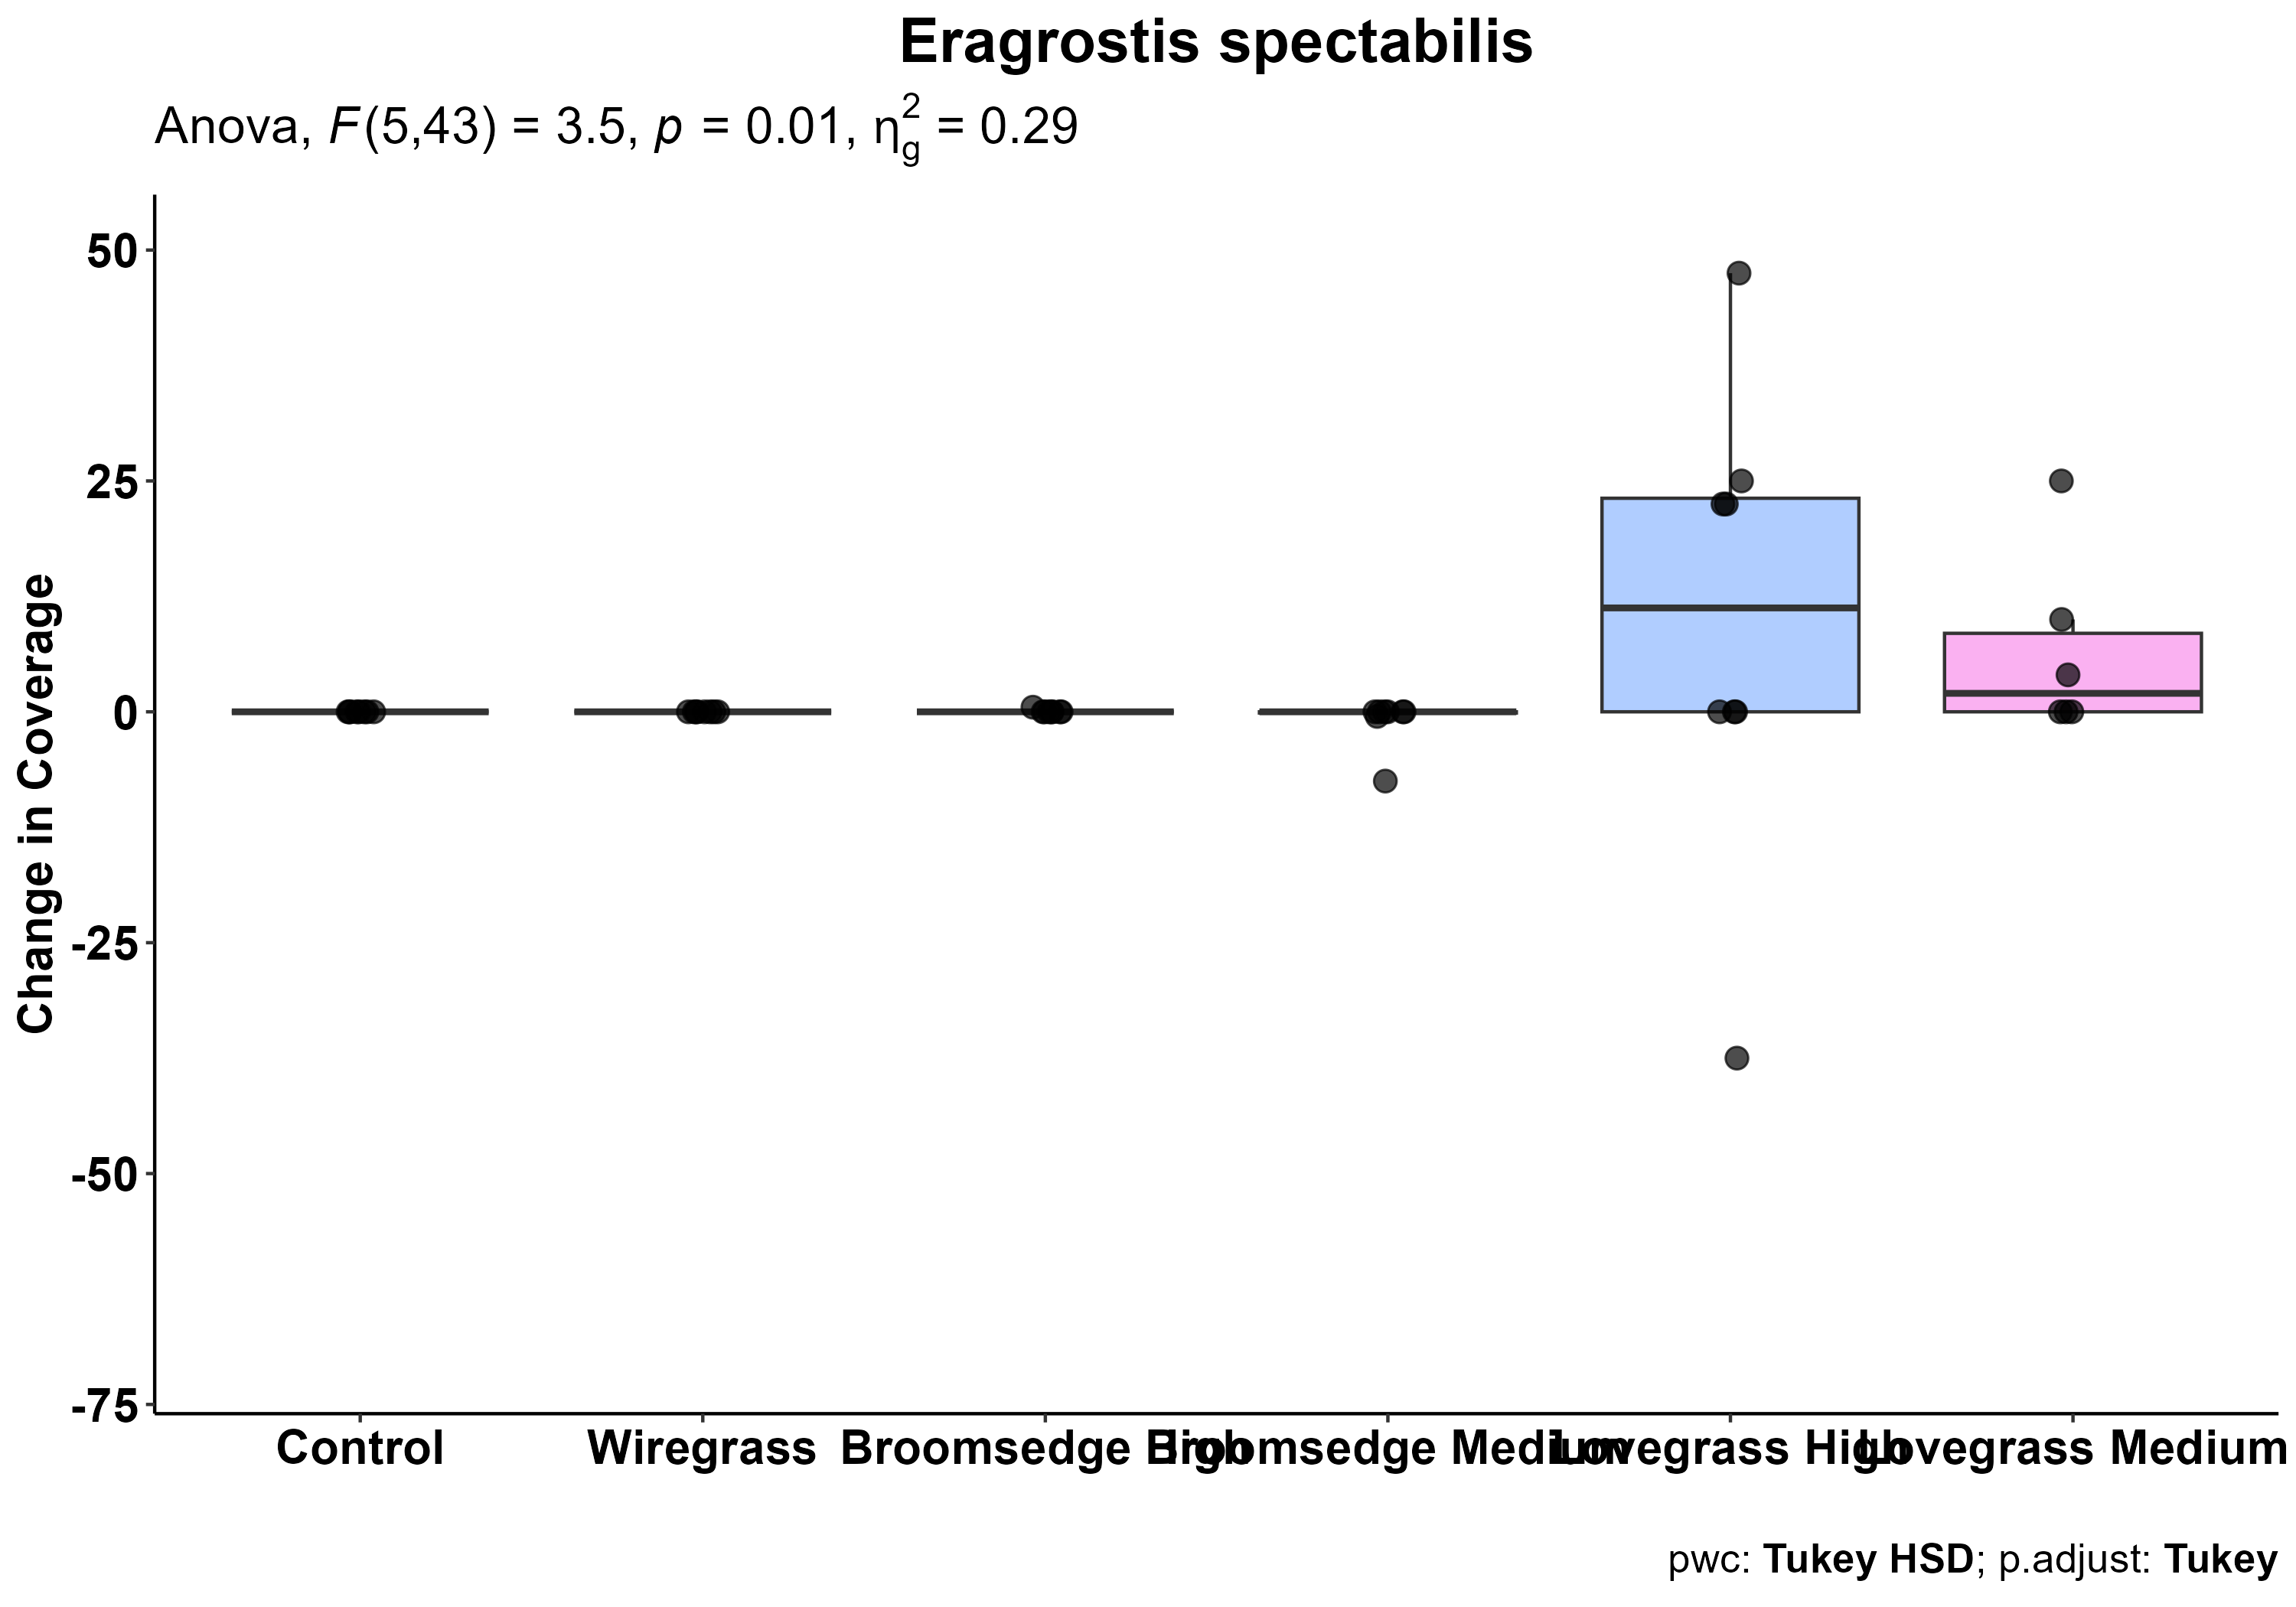 Eragrostis spectabilis
Anova, F(5,43) = 3.5, p = 0.01, η²g = 0.29
Change in Coverage
50
25
0
-25
-50
-75
Control Wiregrass Broomsedge High Broomsedge Medium Lovegrass High Lovegrass Medium
pwc: Tukey HSD; p.adjust: Tukey